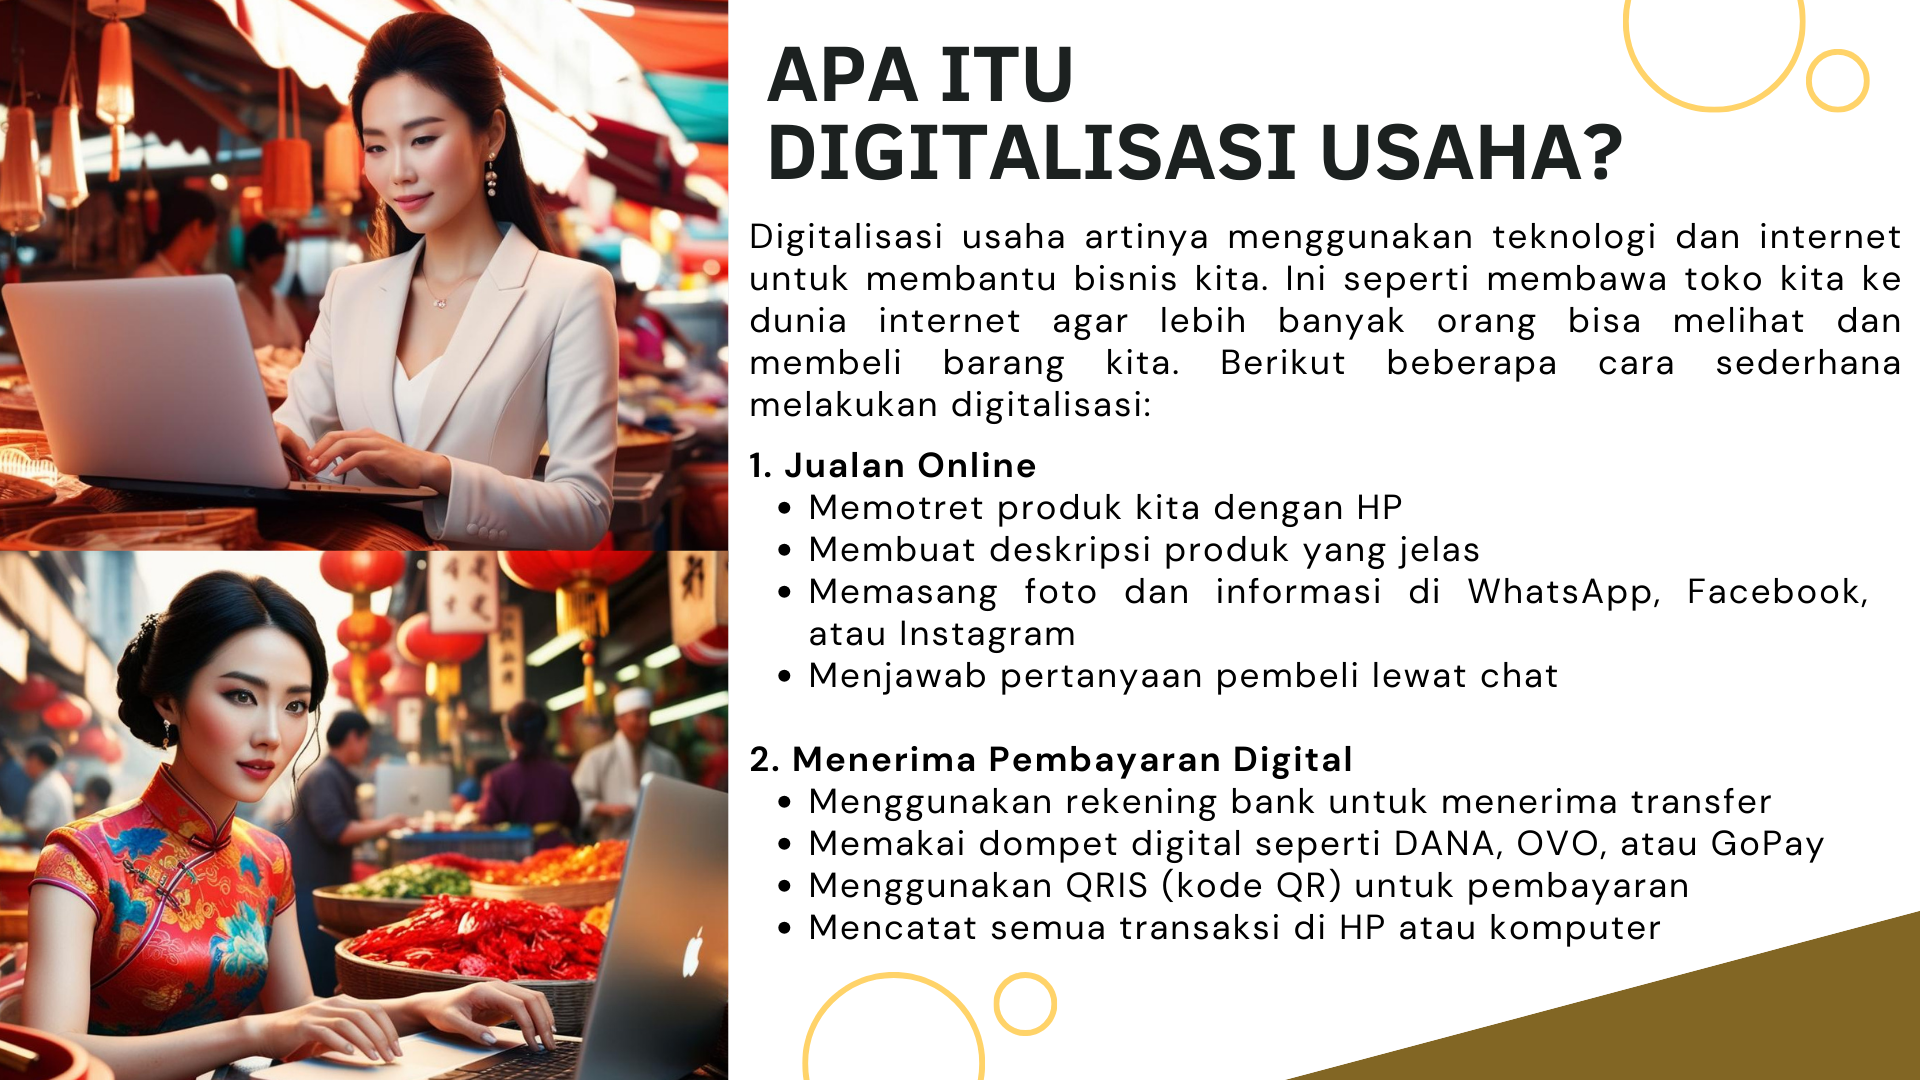 APA ITU
DIGITALISASI USAHA?
Digitalisasi usaha artinya menggunakan teknologi dan internet
untuk membantu bisnis kita. Ini seperti membawa toko kita ke
dunia internet agar lebih banyak orang bisa melihat dan
membeli barang kita. Berikut beberapa cara sederhana
melakukan digitalisasi:
1. Jualan Online
• Memotret produk kita dengan HP
• Membuat deskripsi produk yang jelas
• Memasang foto dan informasi di WhatsApp, Facebook,
atau Instagram
• Menjawab pertanyaan pembeli lewat chat
2. Menerima Pembayaran Digital
• Menggunakan rekening bank untuk menerima transfer
• Memakai dompet digital seperti DANA, OVO, atau GoPay
• Menggunakan QRIS (kode QR) untuk pembayaran
• Mencatat semua transaksi di HP atau komputer